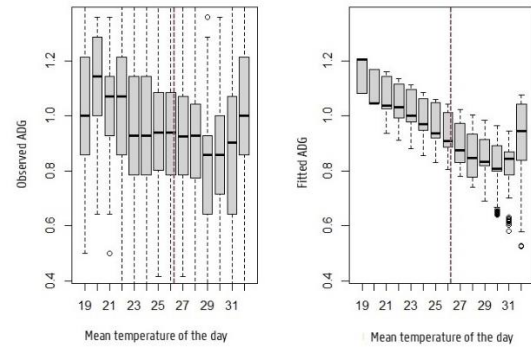 Observed ADG
0.4 0.6 0.8 1.0 1.2
19 21 23 25 27 29 31
Mean temperature of the day
Fitted ADG
0.4 0.6 0.8 1.0 1.2
19 21 23 25 27 29 31
Mean temperature of the day